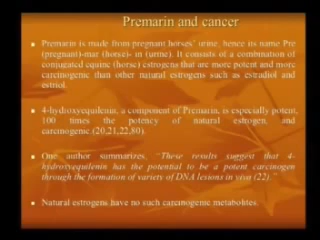 Premarin and cancer
Premarin is made from pregnant horses' urine, hence its name Pre
(pregnant)-mar (horse)- in (urine). It consists of a combination of
conjugated equine (horse) estrogens that are more potent and more
carcinogenic than other natural estrogens such as estradiol and
estriol.
4-hydroxyequilenin, a component of Premarin, is especially potent,
100 times the potency of natural estrogen, and
carcinogenic (20,21,22,80).
One author summarizes, "These results suggest that 4-
hydroxyequilenin has the potential to be a potent carcinogen
through the formation of variety of DNA lesions in vivo (22)."
Natural estrogens have no such carcinogenic metabolites.